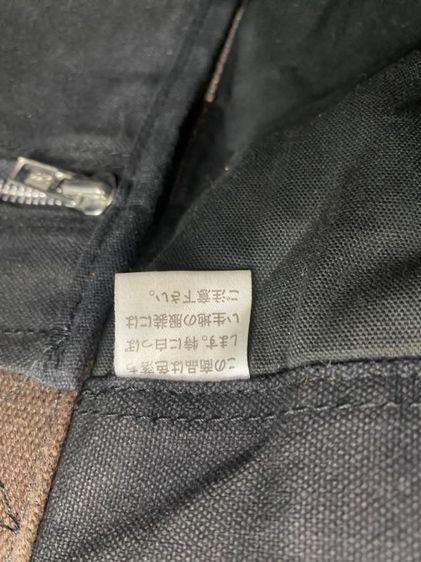 この商品は色落ち
します。特に白っぽ
い生地の服装には
ご注意下さい。